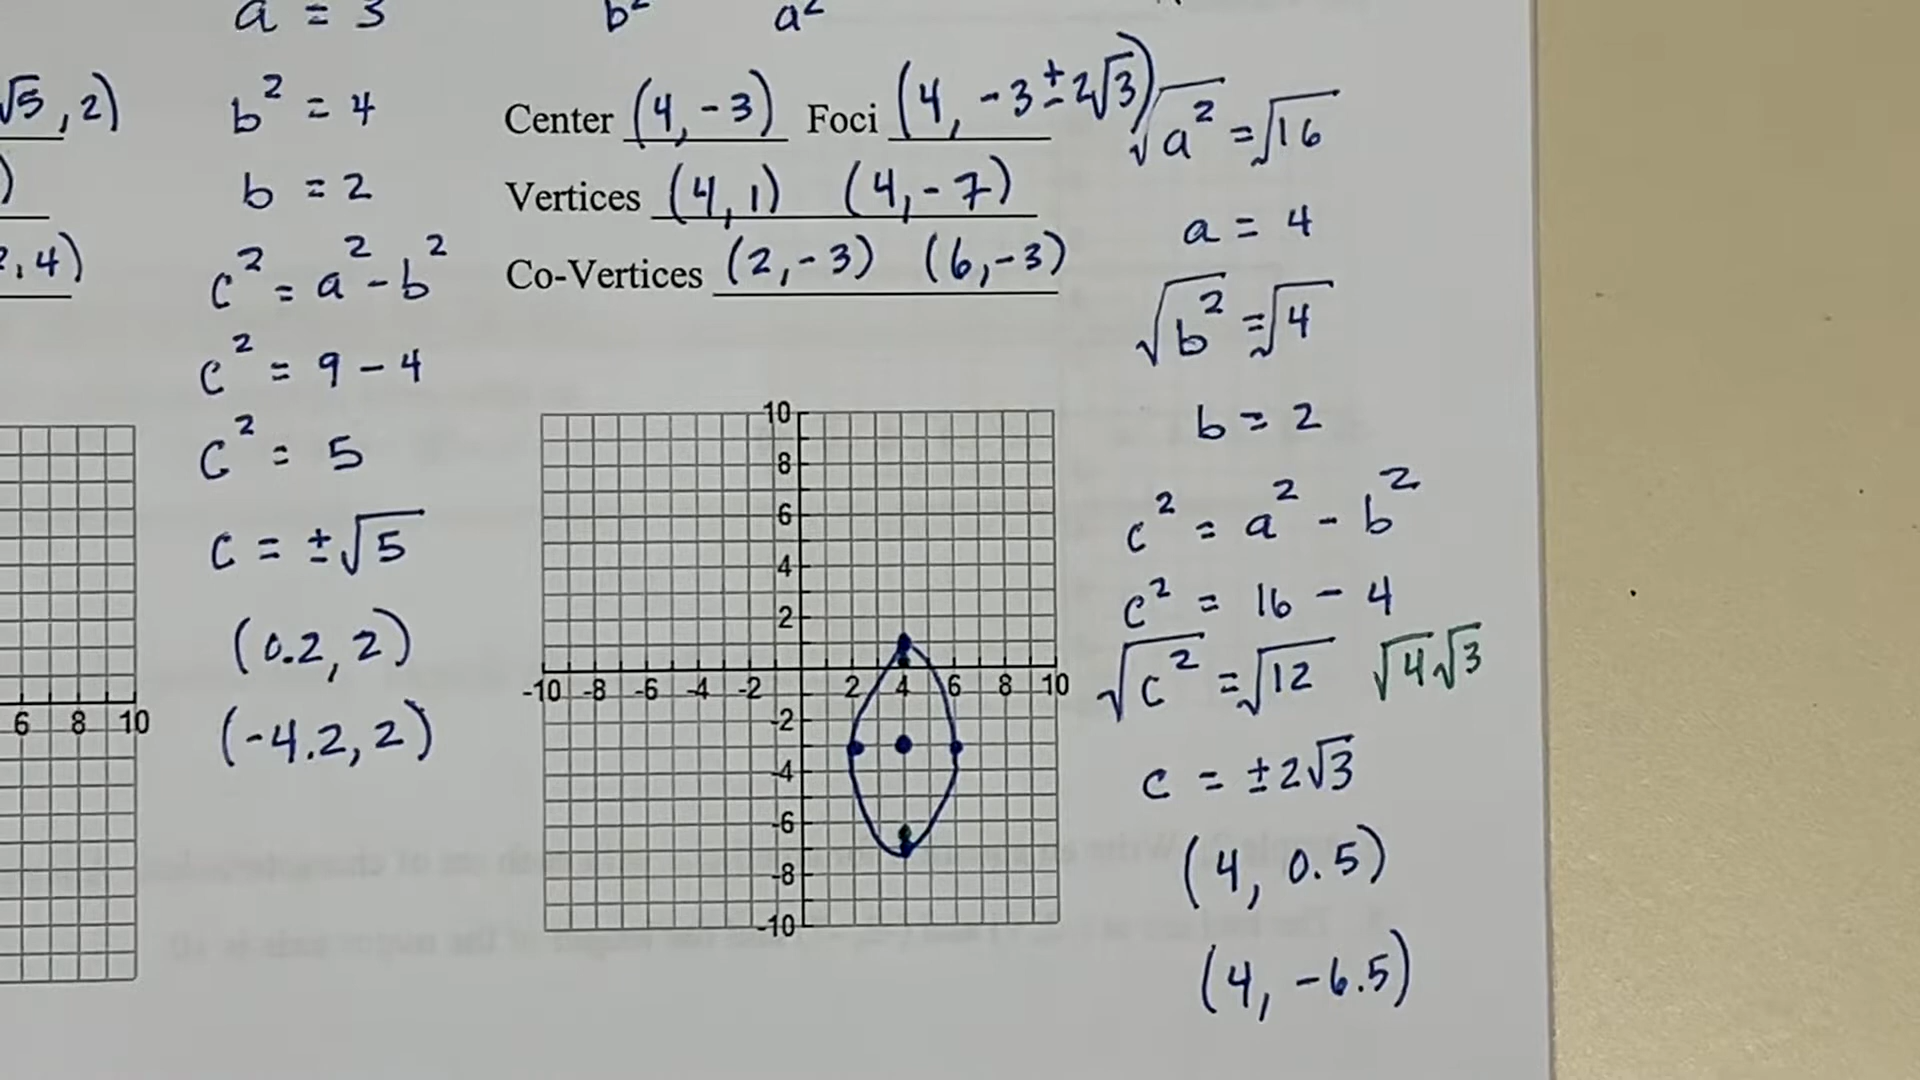 a = 3
b² = 4
b = 2
c² = a² - b²
c² = 9 - 4
c² = 5
c = ±√5
(0.2, 2)
(-4.2, 2)
√5, 2)
)
, 4)
6 8 10
b² a²
Center (4, -3) Foci (4, -3 ± 2√3)
Vertices (4, 1) (4, -7)
Co-Vertices (2, -3) (6, -3)
10
8
6
4
2
-10 -8 -6 -4 -2 2 4 6 8 10
-2
-4
-6
-8
-10
√a² = √16
a = 4
√b² = √4
b = 2
c² = a² - b²
c² = 16 - 4
√c² = √12 √4 √3
c = ±2√3
(4, 0.5)
(4, -6.5)